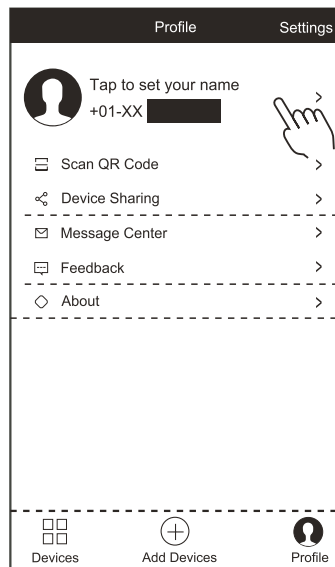 Profile Settings
Tap to set your name
+01-XX
Scan QR Code
Device Sharing
Message Center
Feedback
About
Devices Add Devices Profile